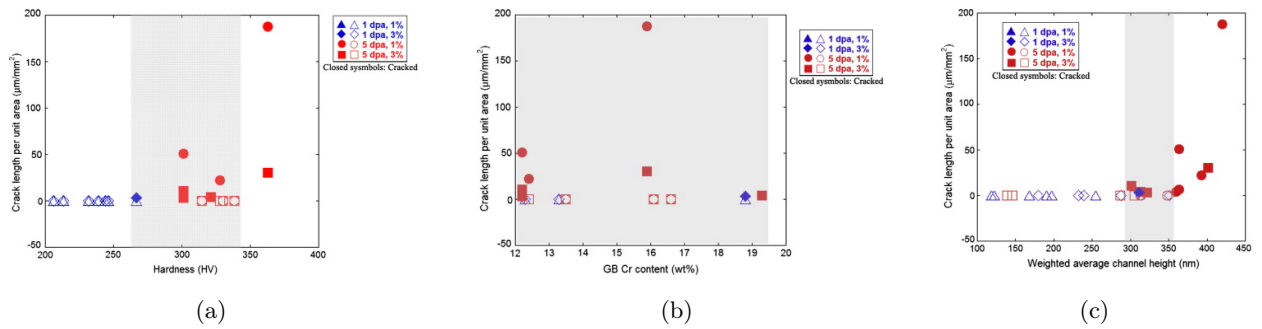 200
150
100
50
0
-50
200
250
300
350
400
Crack length per unit area (μm/mm²)
Hardness (HV)
1 dpa, 1%
1 dpa, 3%
5 dpa, 1%
5 dpa, 3%
Closed sysmbols: Cracked
(a)
200
150
100
50
0
-50
12 13 14 15 16 17 18 19 20
Crack length per unit area (μm/mm²)
GB Cr content (wt%)
1 dpa, 1%
1 dpa, 3%
5 dpa, 1%
5 dpa, 3%
Closed sysmbols: Cracked
(b)
200
150
100
50
0
-50
100 150 200 250 300 350 400 450
Crack length per unit area (μm/mm²)
Weighted average channel height (nm)
1 dpa, 1%
1 dpa, 3%
5 dpa, 1%
5 dpa, 3%
Closed sysmbols: Cracked
(c)